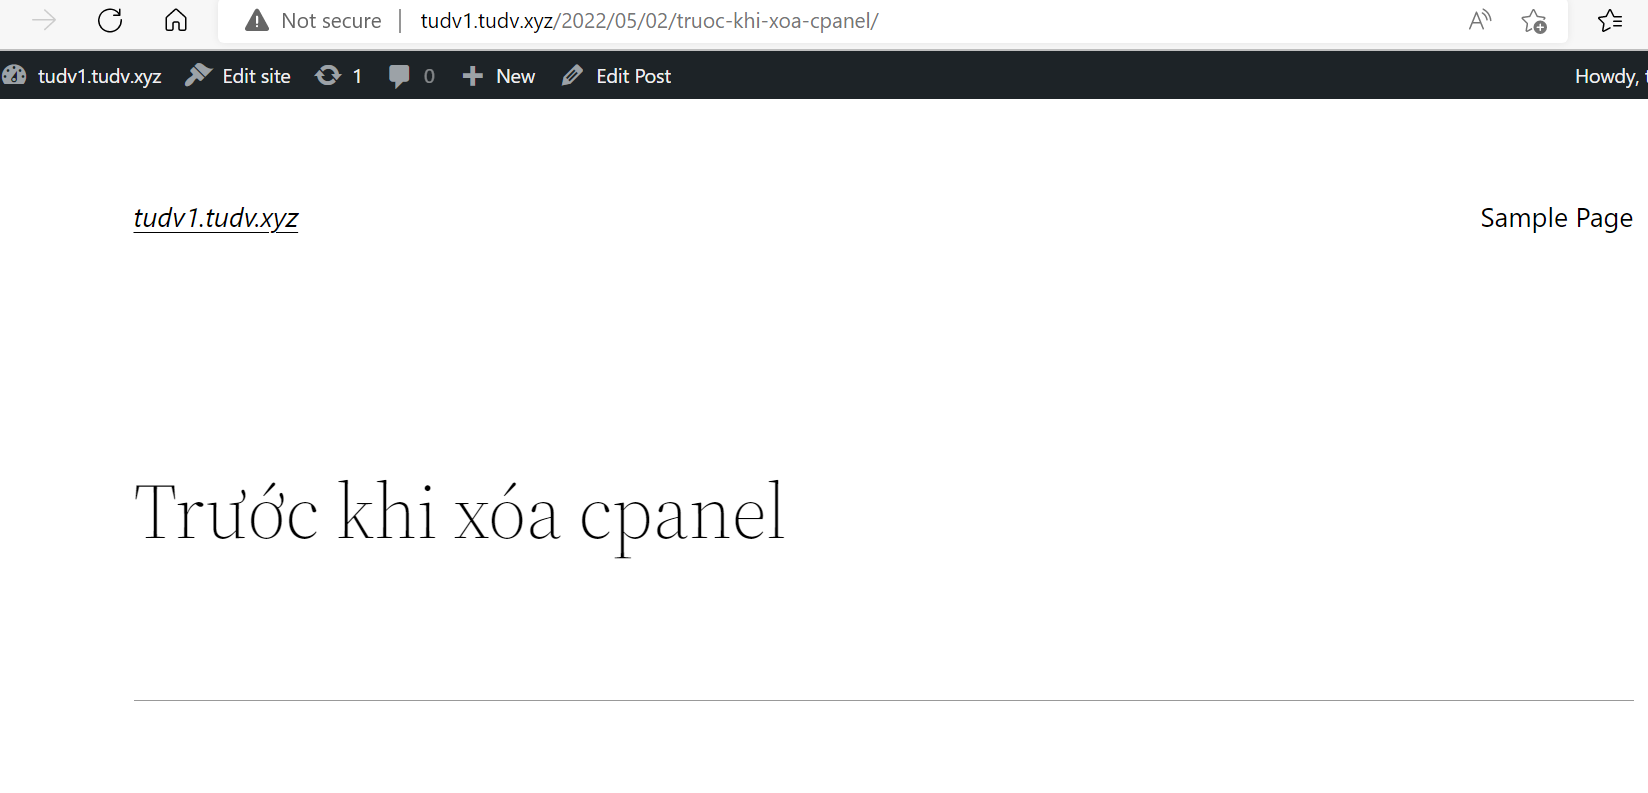 Not secure | tudv1.tudv.xyz/2022/05/02/truoc-khi-xoa-cpanel/
tudv1.tudv.xyz Edit site 1 0 New Edit Post Howdy,
tudv1.tudv.xyz Sample Page
Trước khi xóa cpanel